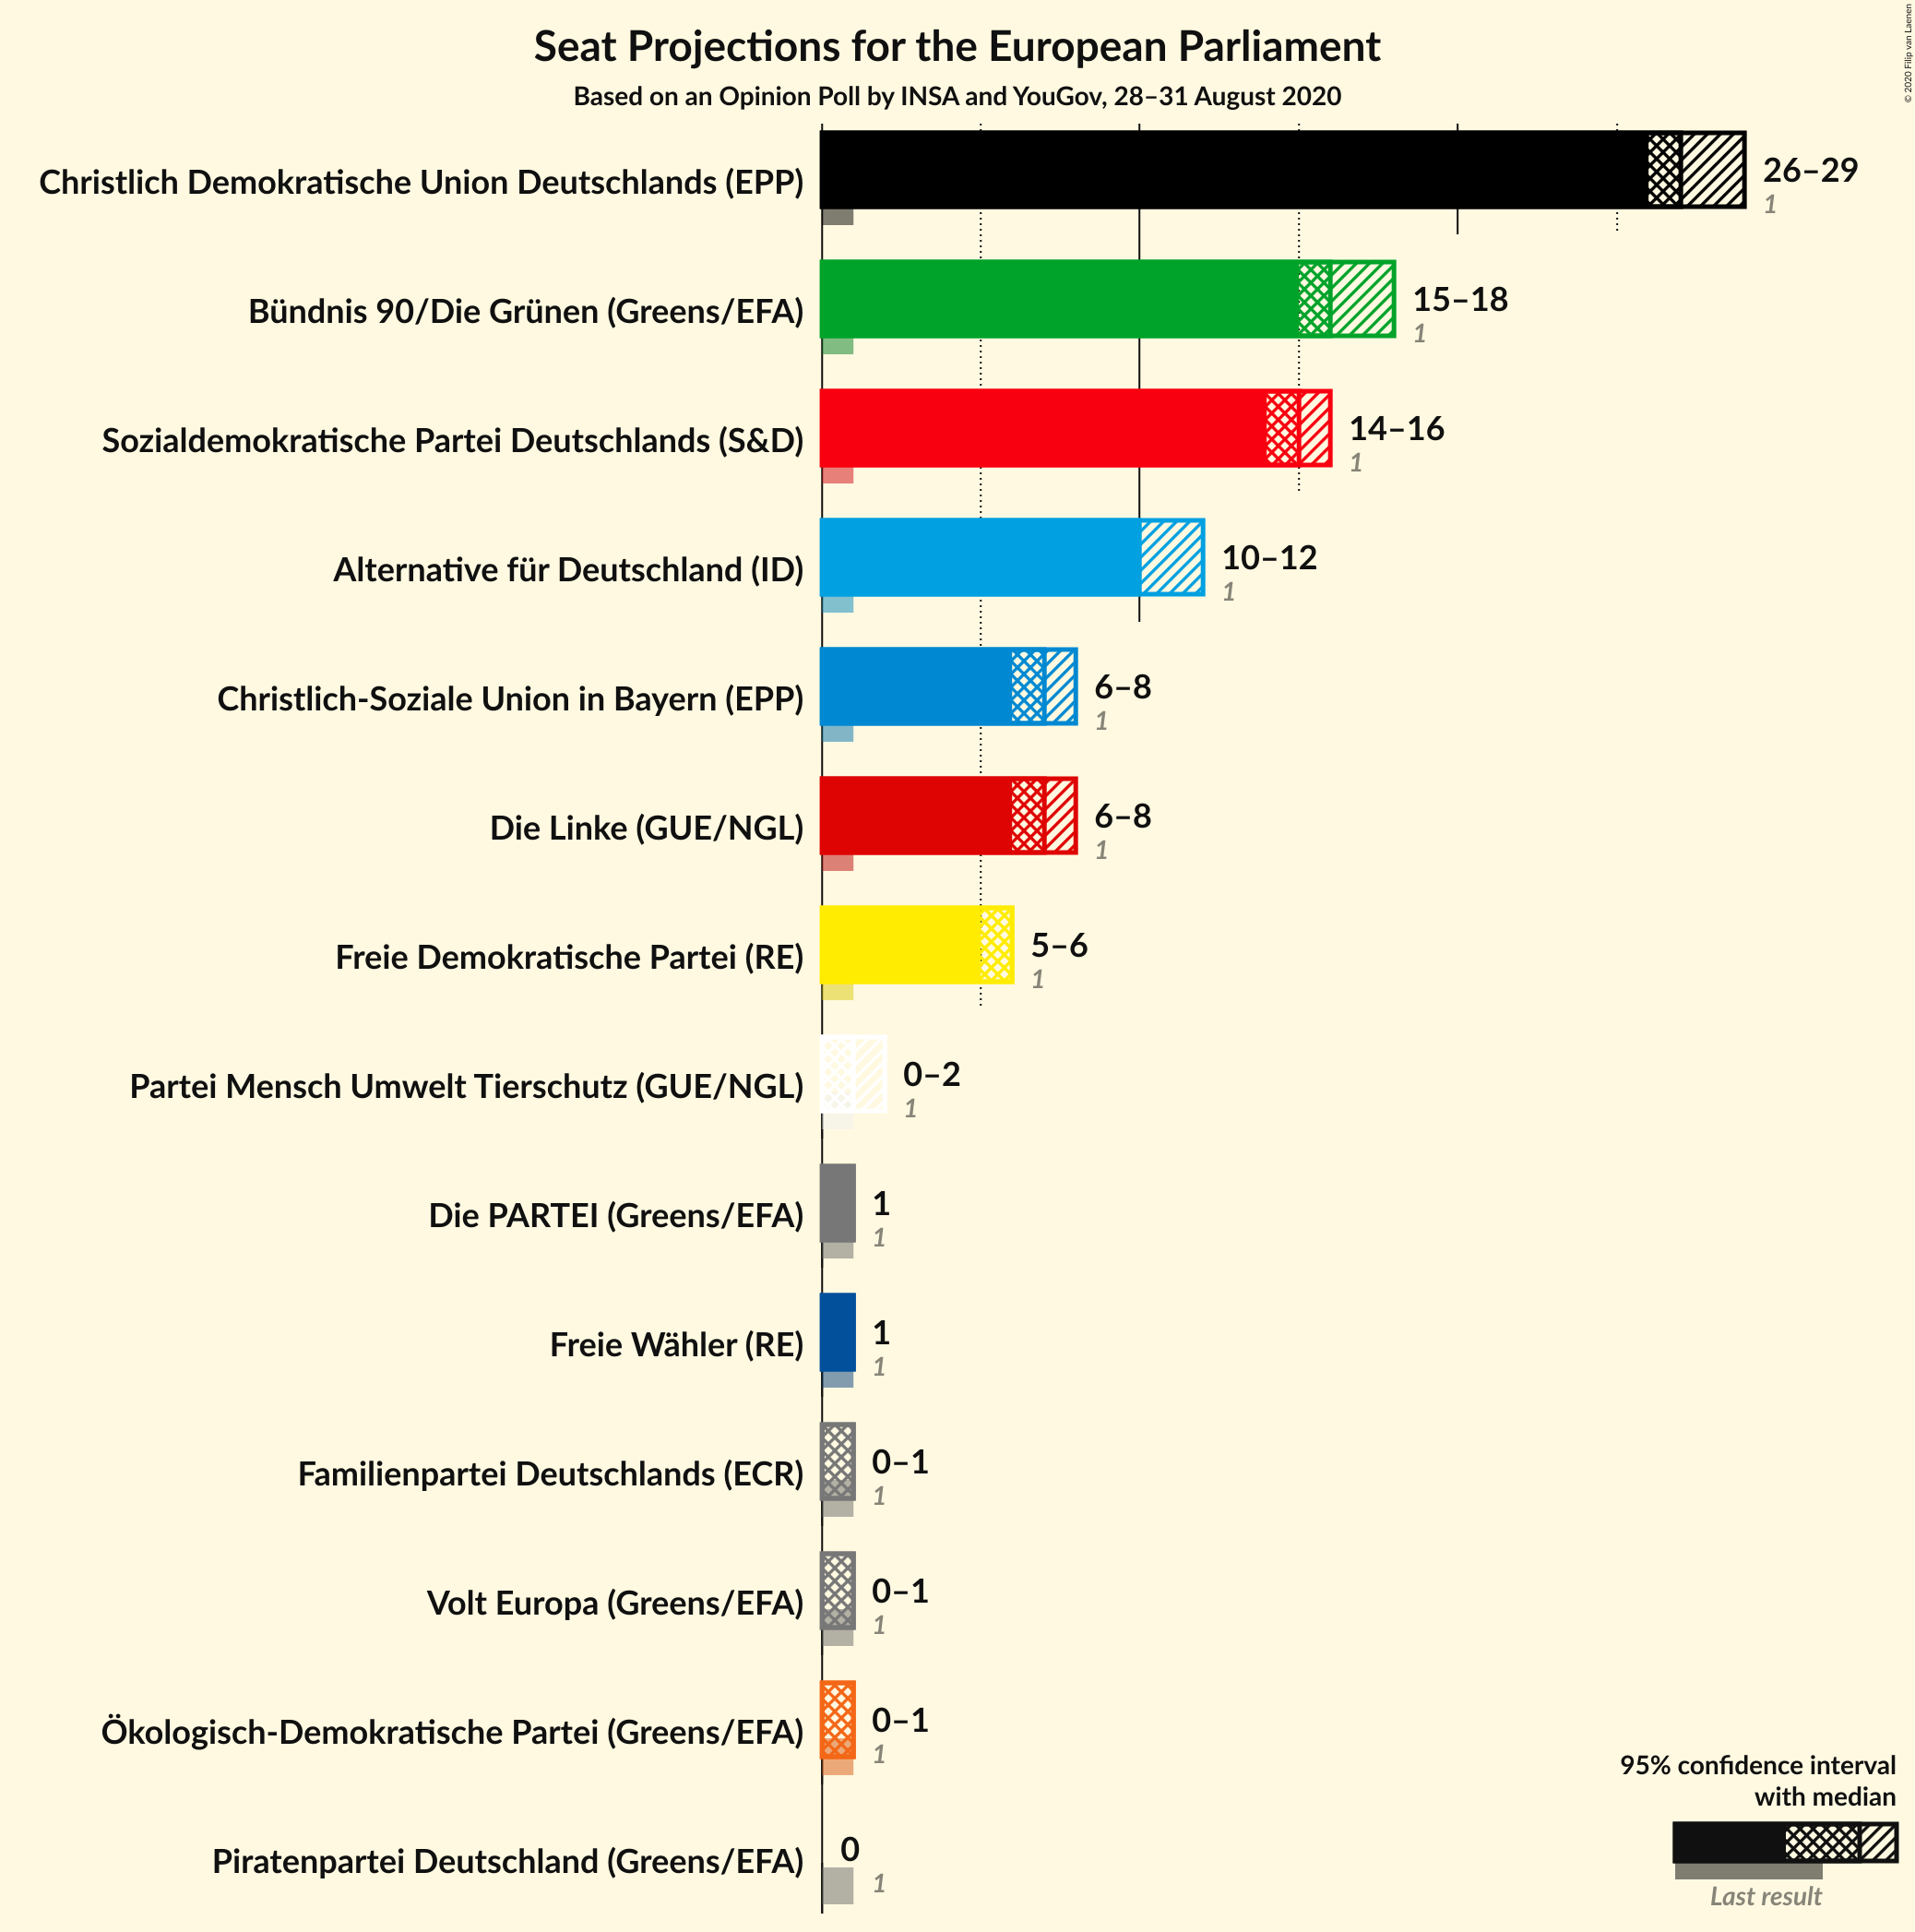 Seat Projections for the European Parliament
Based on an Opinion Poll by INSA and YouGov, 28–31 August 2020
© 2020 Filip van Laenen
Christlich Demokratische Union Deutschlands (EPP)
26–29
1
Bündnis 90/Die Grünen (Greens/EFA)
15–18
1
Sozialdemokratische Partei Deutschlands (S&D)
14–16
1
Alternative für Deutschland (ID)
10–12
1
Christlich-Soziale Union in Bayern (EPP)
6–8
1
Die Linke (GUE/NGL)
6–8
1
Freie Demokratische Partei (RE)
5–6
1
Partei Mensch Umwelt Tierschutz (GUE/NGL)
0–2
1
Die PARTEI (Greens/EFA)
1
1
Freie Wähler (RE)
1
1
Familienpartei Deutschlands (ECR)
0–1
1
Volt Europa (Greens/EFA)
0–1
1
Ökologisch-Demokratische Partei (Greens/EFA)
0–1
1
Piratenpartei Deutschland (Greens/EFA)
0
1
95% confidence interval
with median
Last result